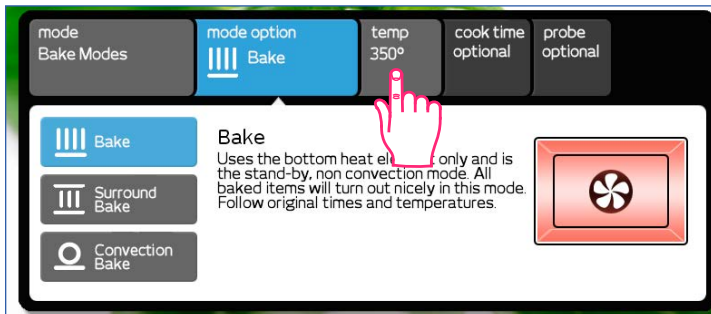 mode
Bake Modes
mode option
Bake
temp
350°
cook time
optional
probe
optional
Bake
Surround
Bake
Convection
Bake
Bake
Uses the bottom heat only and is
the stand-by, non convection mode. All
baked items will turn out nicely in this mode.
Follow original times and temperatures.